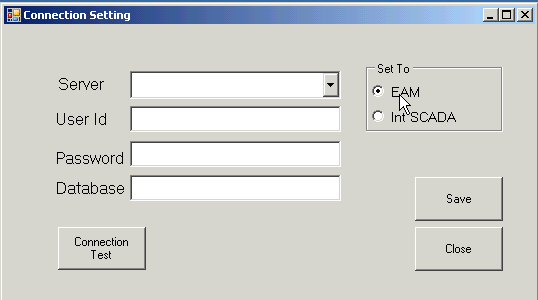 Connection Setting
Set To
Server
EAM
User Id
Int SCADA
Password
Database
Save
Connection
Test
Close